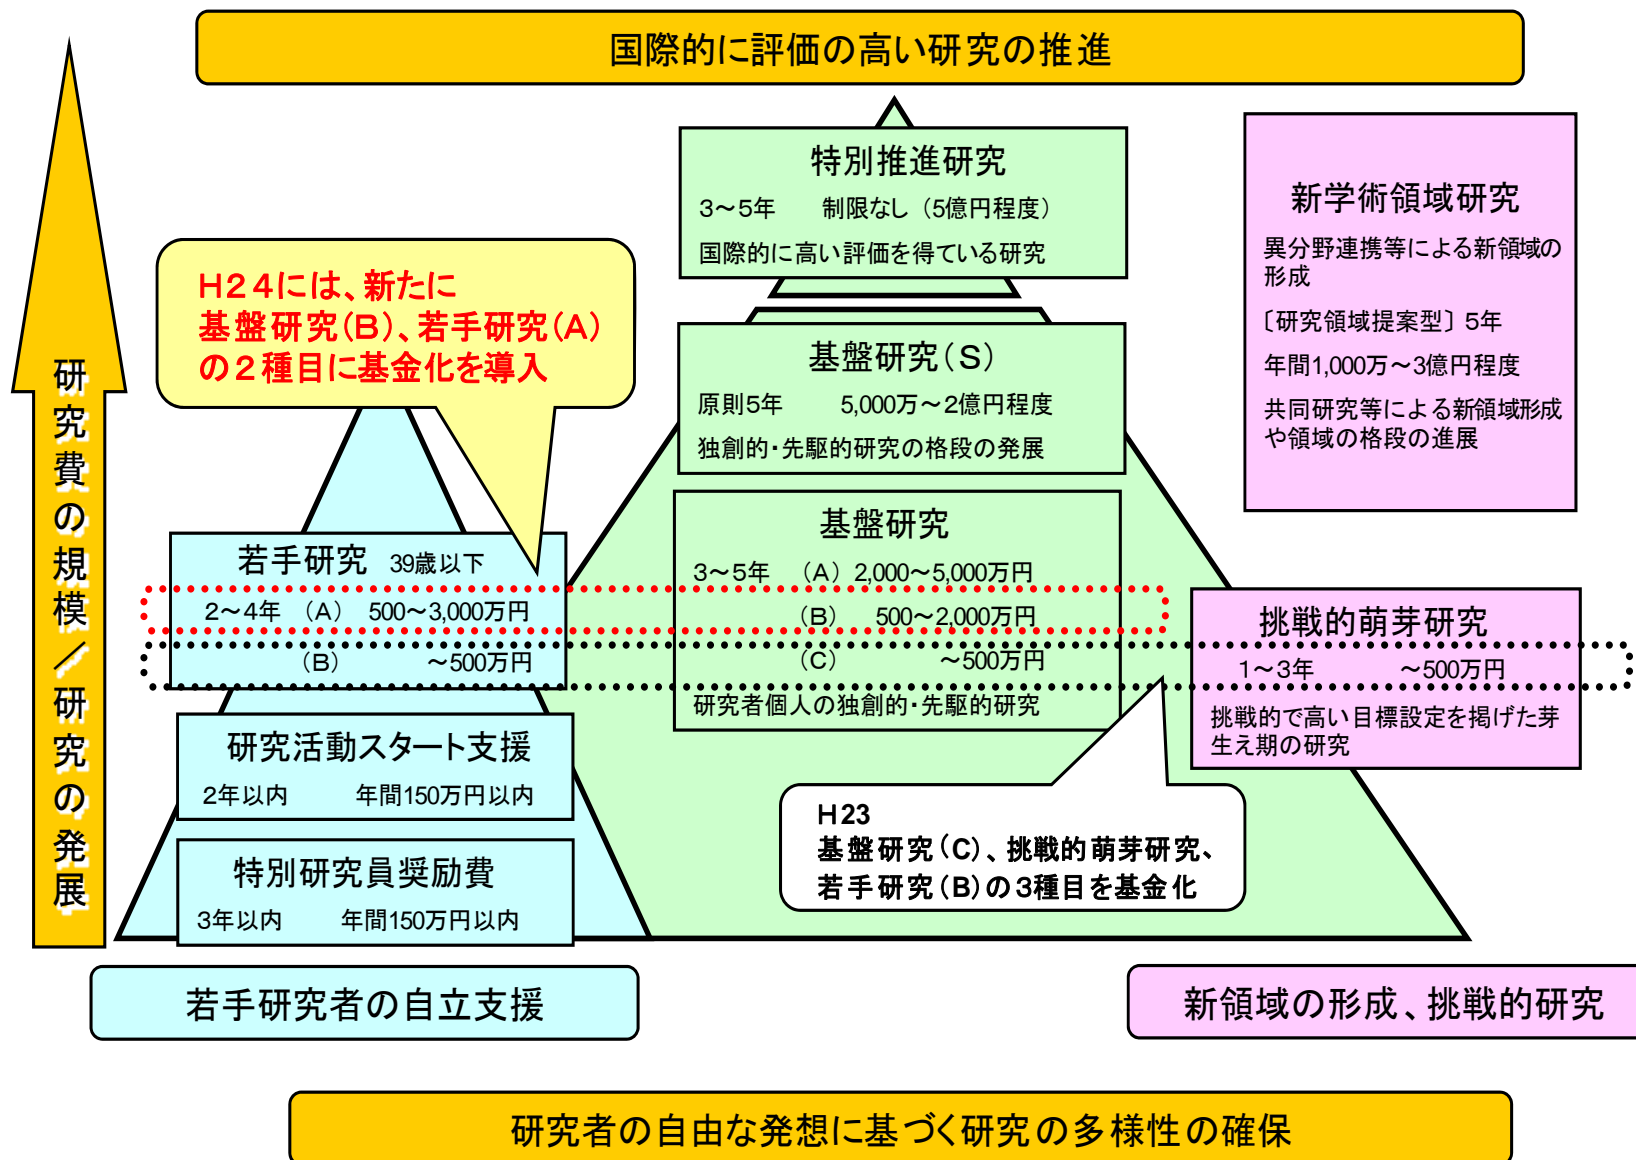 国際的に評価の高い研究の推進
研究費の規模/研究の発展
特別推進研究
3～5年 制限なし（5億円程度）
国際的に高い評価を得ている研究
新学術領域研究
異分野連携等による新領域の
形成
〔研究領域提案型〕 5年
年間1,000万～3億円程度
共同研究等による新領域形成
や領域の格段の進展
H24には、新たに
基盤研究(B)、若手研究(A)
の2種目に基金化を導入
基盤研究（S）
原則5年 5,000万～2億円程度
独創的・先駆的研究の格段の発展
基盤研究
3～5年 （A） 2,000～5,000万円
（B） 500～2,000万円
（C） ～500万円
研究者個人の独創的・先駆的研究
若手研究 39歳以下
2～4年 （A） 500～3,000万円
（B） ～500万円
挑戦的萌芽研究
1～3年 ～500万円
挑戦的で高い目標設定を掲げた芽
生え期の研究
研究活動スタート支援
2年以内 年間150万円以内
特別研究員奨励費
3年以内 年間150万円以内
H23
基盤研究（C）、挑戦的萌芽研究、
若手研究（B）の3種目を基金化
若手研究者の自立支援
新領域の形成、挑戦的研究
研究者の自由な発想に基づく研究の多様性の確保